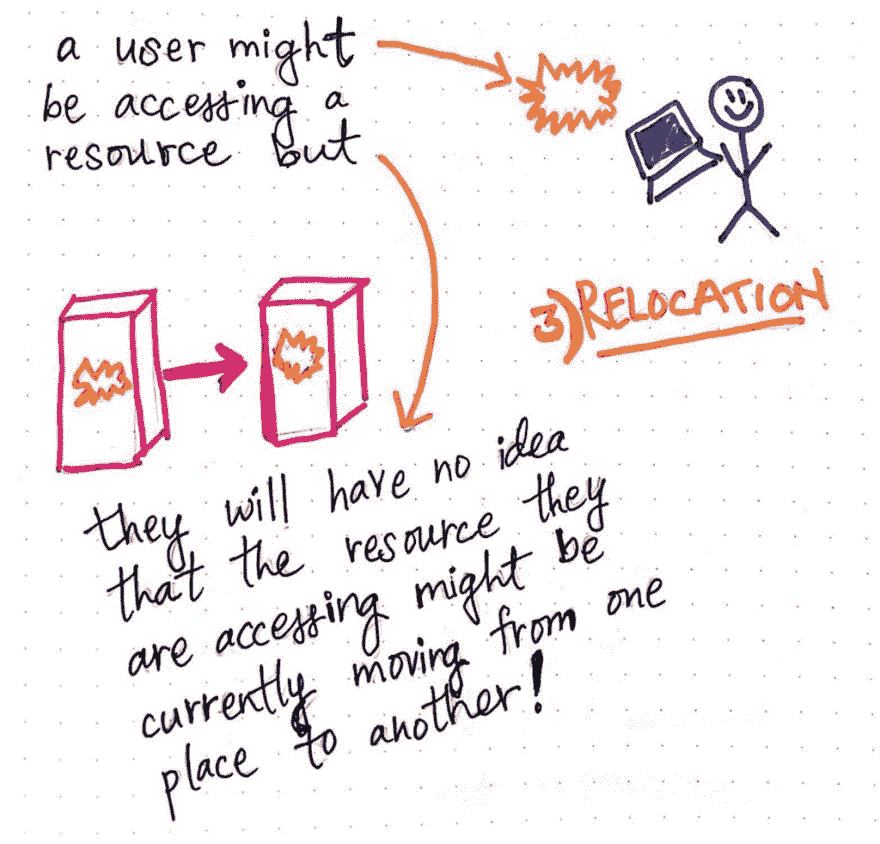 a user might
be accessing a
resource but
3) RELOCATION
they will have no idea
that the resource they
are accessing might be
currently moving from one
place to another!